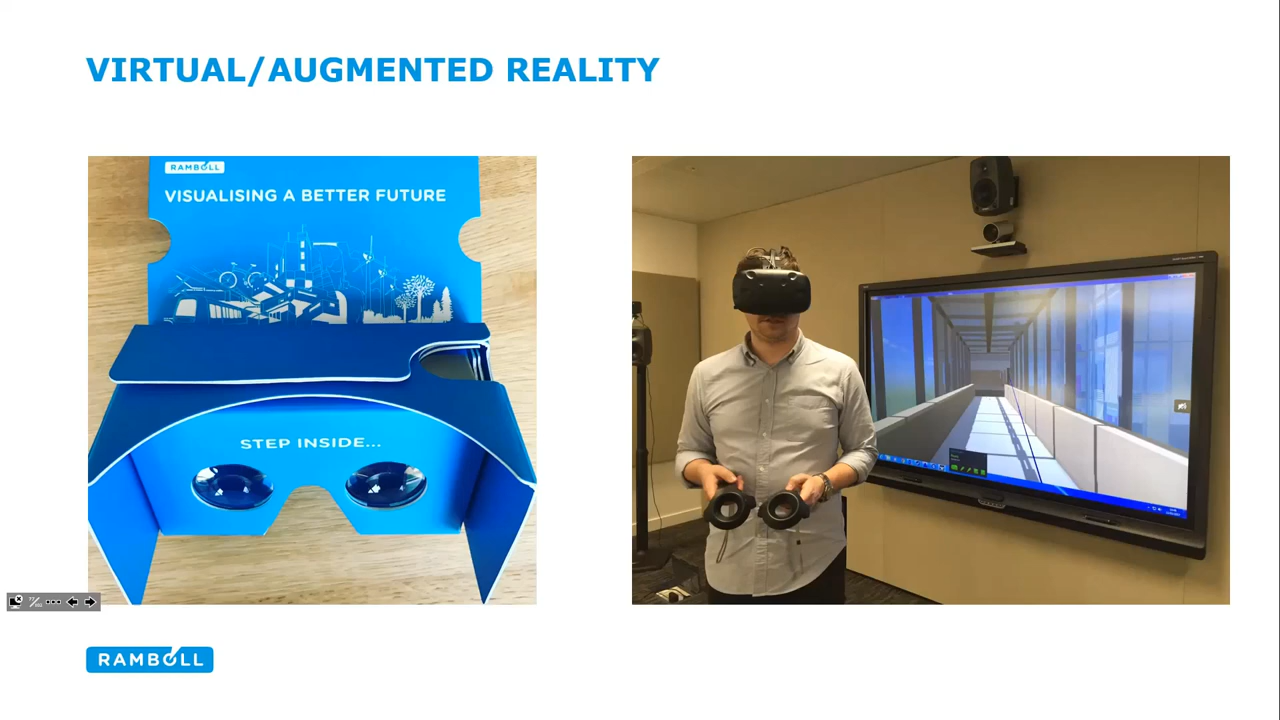 VIRTUAL/AUGMENTED REALITY
RAMBOLL
VISUALISING A BETTER FUTURE
STEP INSIDE...
RAMBOLL